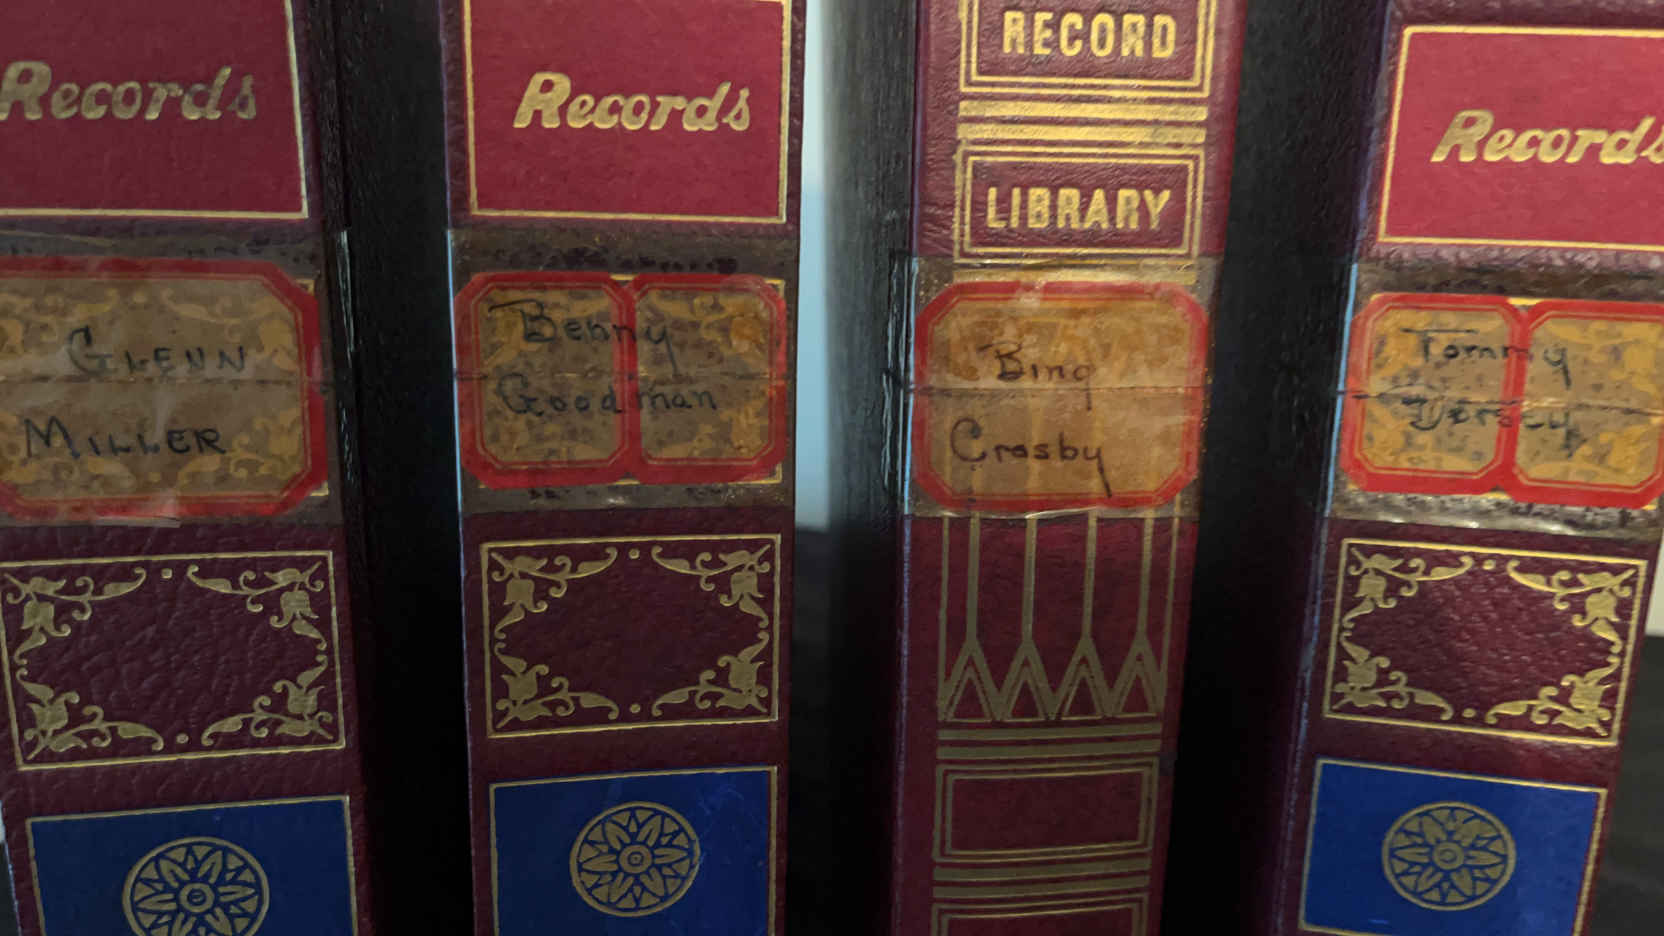 Records
GLENN
MILLER
Records
Benny
Goodman
RECORD
LIBRARY
Bing
Crosby
Records
Tommy
Dorsey